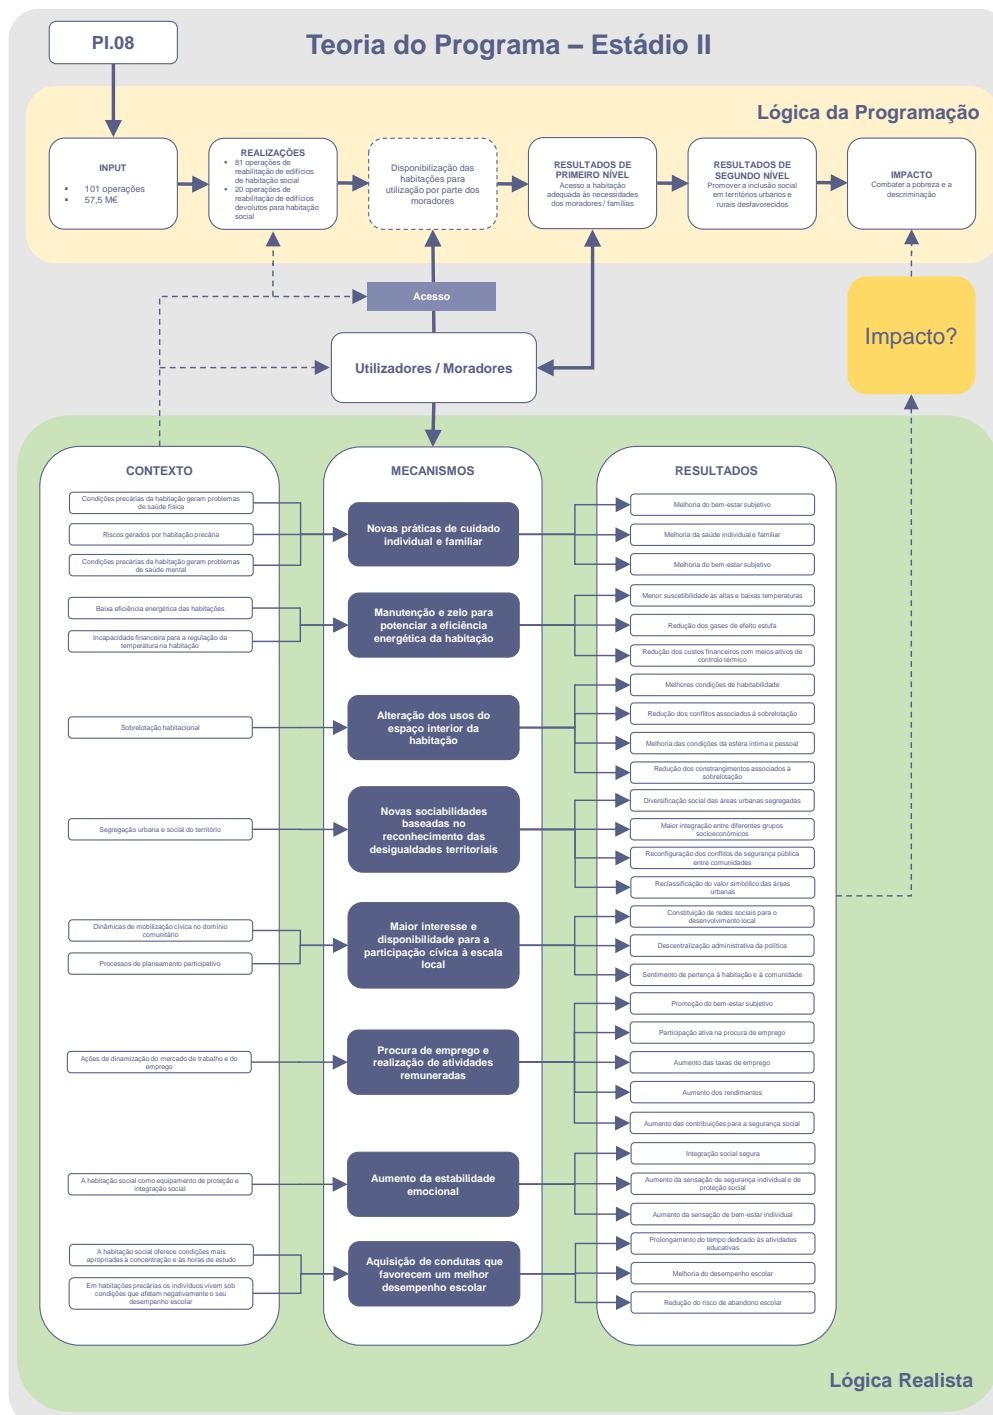 PI.08
Teoria do Programa – Estádio II
Lógica da Programação
INPUT
▪ 101 operações
▪ 57,5 M€
REALIZAÇÕES
▪ 81 operações de
reabilitação de edifícios
de habitação social
▪ 20 operações de
reabilitação de edifícios
devolutos para habitação
social
Disponibilização das
habitações para
utilização por parte dos
moradores
RESULTADOS DE
PRIMEIRO NÍVEL
Acesso a habitação
adequada às necessidades
dos moradores / famílias
RESULTADOS DE
SEGUNDO NÍVEL
Promover a inclusão social
em territórios urbanos e
rurais desfavorecidos
IMPACTO
Combater a pobreza e a
descriminação
Acesso
Utilizadores / Moradores
Impacto?
CONTEXTO
Condições precárias da habitação geram problemas
de saúde física
Riscos gerados por habitação precária
Condições precárias da habitação geram problemas
de saúde mental
Baixa eficiência energética das habitações
Incapacidade financeira para a regulação da
temperatura na habitação
Sobrelotação habitacional
Segregação urbana e social do território
Dinâmicas de mobilização cívica no domínio
comunitário
Processos de planeamento participativo
Ações de dinamização do mercado de trabalho e do
emprego
A habitação social como equipamento de proteção e
integração social
A habitação social oferece condições mais
apropriadas à concentração e às horas de estudo
Em habitações precárias os indivíduos vivem sob
condições que afetam negativamente o seu
desempenho escolar
MECANISMOS
Novas práticas de cuidado
individual e familiar
Manutenção e zelo para
potenciar a eficiência
energética da habitação
Alteração dos usos do
espaço interior da
habitação
Novas sociabilidades
baseadas no
reconhecimento das
desigualdades territoriais
Maior interesse e
disponibilidade para a
participação cívica à escala
local
Procura de emprego e
realização de atividades
remuneradas
Aumento da estabilidade
emocional
Aquisição de condutas que
favorecem um melhor
desempenho escolar
RESULTADOS
Melhoria do bem-estar subjetivo
Melhoria da saúde individual e familiar
Melhoria do bem-estar subjetivo
Menor suscetibilidade às altas e baixas temperaturas
Redução dos gases de efeito estufa
Redução dos custos financeiros com meios ativos de
controlo térmico
Melhores condições de habitabilidade
Redução dos conflitos associados à sobrelotação
Melhoria das condições da esfera íntima e pessoal
Redução dos constrangimentos associados à
sobrelotação
Diversificação social das áreas urbanas segregadas
Maior integração entre diferentes grupos
socioeconómicos
Reconfiguração dos conflitos de segurança pública
entre comunidades
Reclassificação do valor simbólico das áreas
urbanas
Constituição de redes sociais para o
desenvolvimento local
Descentralização administrativa da política
Sentimento de pertença à habitação e à comunidade
Promoção do bem-estar subjetivo
Participação ativa na procura de emprego
Aumento das taxas de emprego
Aumento dos rendimentos
Aumento das contribuições para a segurança social
Integração social segura
Aumento da sensação de segurança individual e de
proteção social
Aumento da sensação de bem-estar individual
Prolongamento do tempo dedicado às atividades
educativas
Melhoria do desempenho escolar
Redução do risco de abandono escolar
Lógica Realista